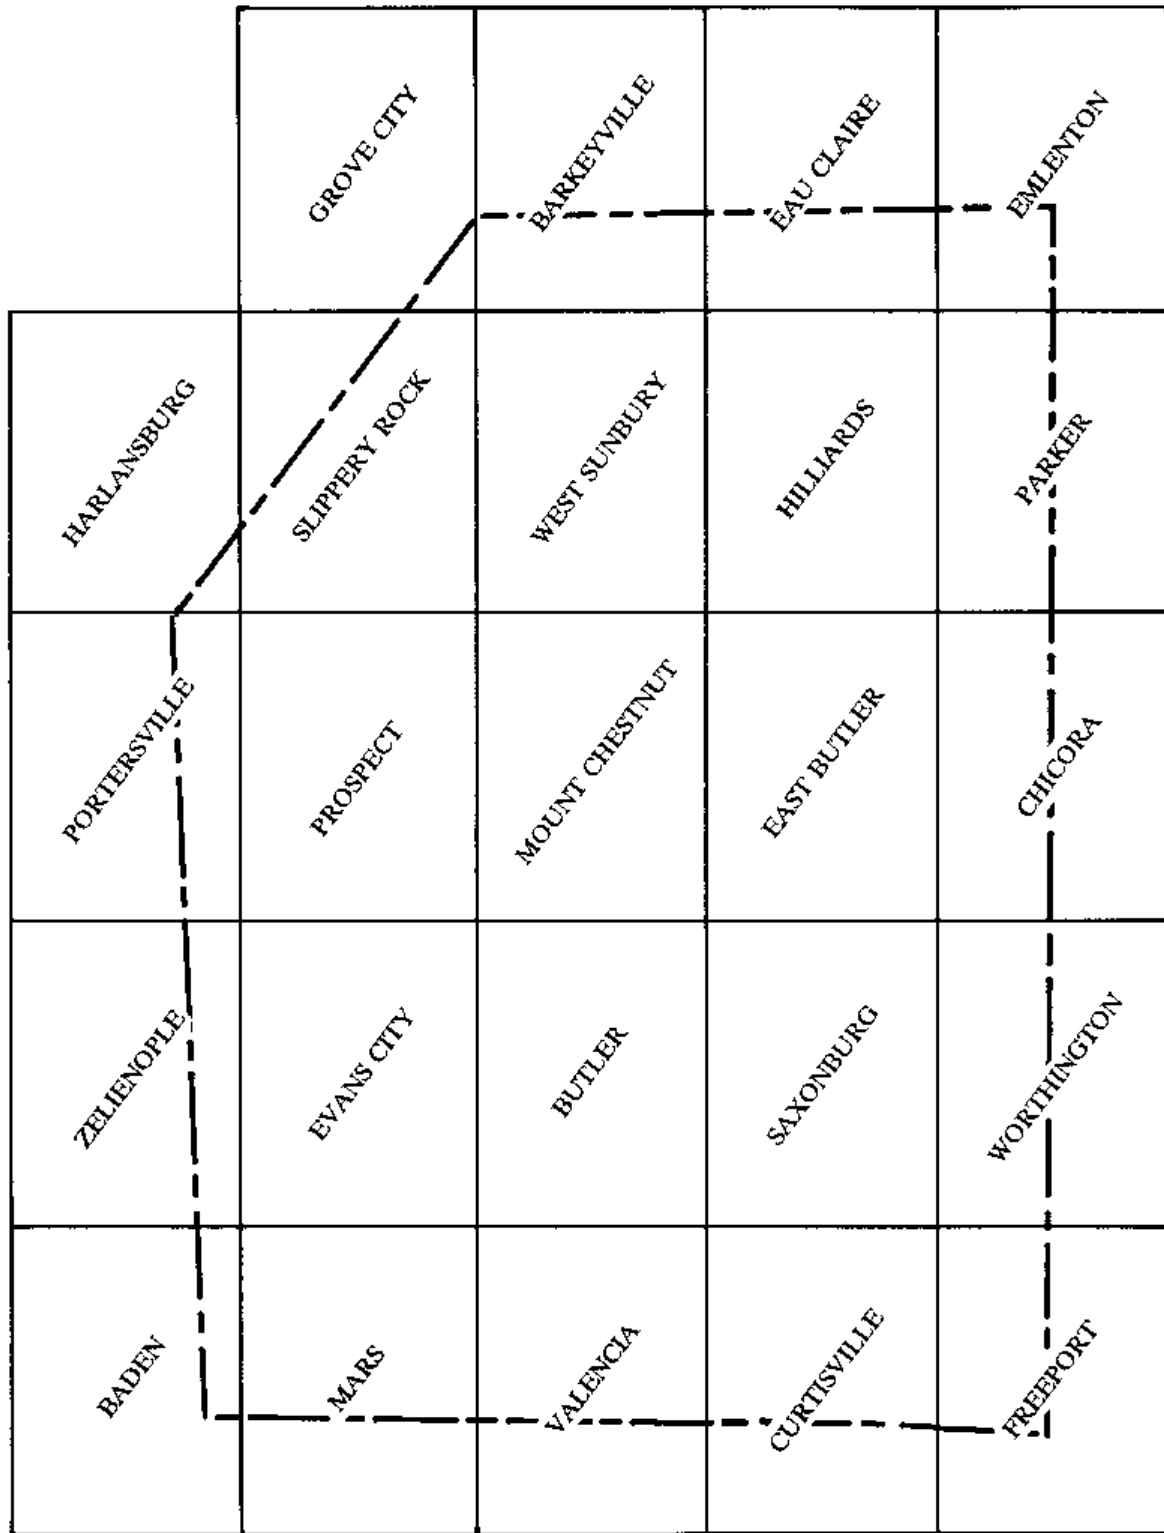 GROVE CITY
BARKEYVILLE
EAU CLAIRE
EMLENTON
HARLANSBURG
SLIPPERY ROCK
WEST SUNBURY
HILLIARDS
PARKER
PORTERSVILLE
PROSPECT
MOUNT CHESTNUT
EAST BUTLER
CHICORA
ZELIENOPLE
EVANS CITY
BUTLER
SAXONBURG
WORTHINGTON
BADEN
MARS
VALENCIA
CURTISVILLE
FREEPORT